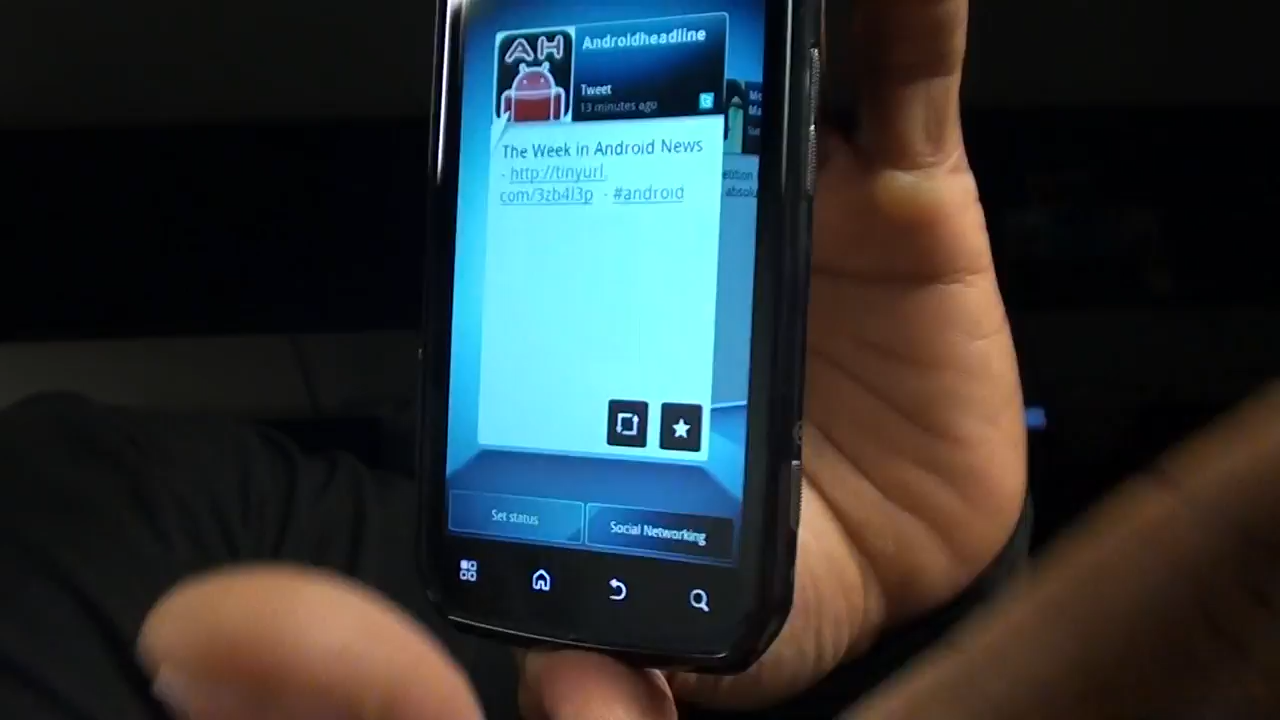 AH
Androidheadline
Tweet
13 minutes ago
The Week in Android News
- http://tinyurl.
com/3zb4l3p - #android
Set status
Social Networking